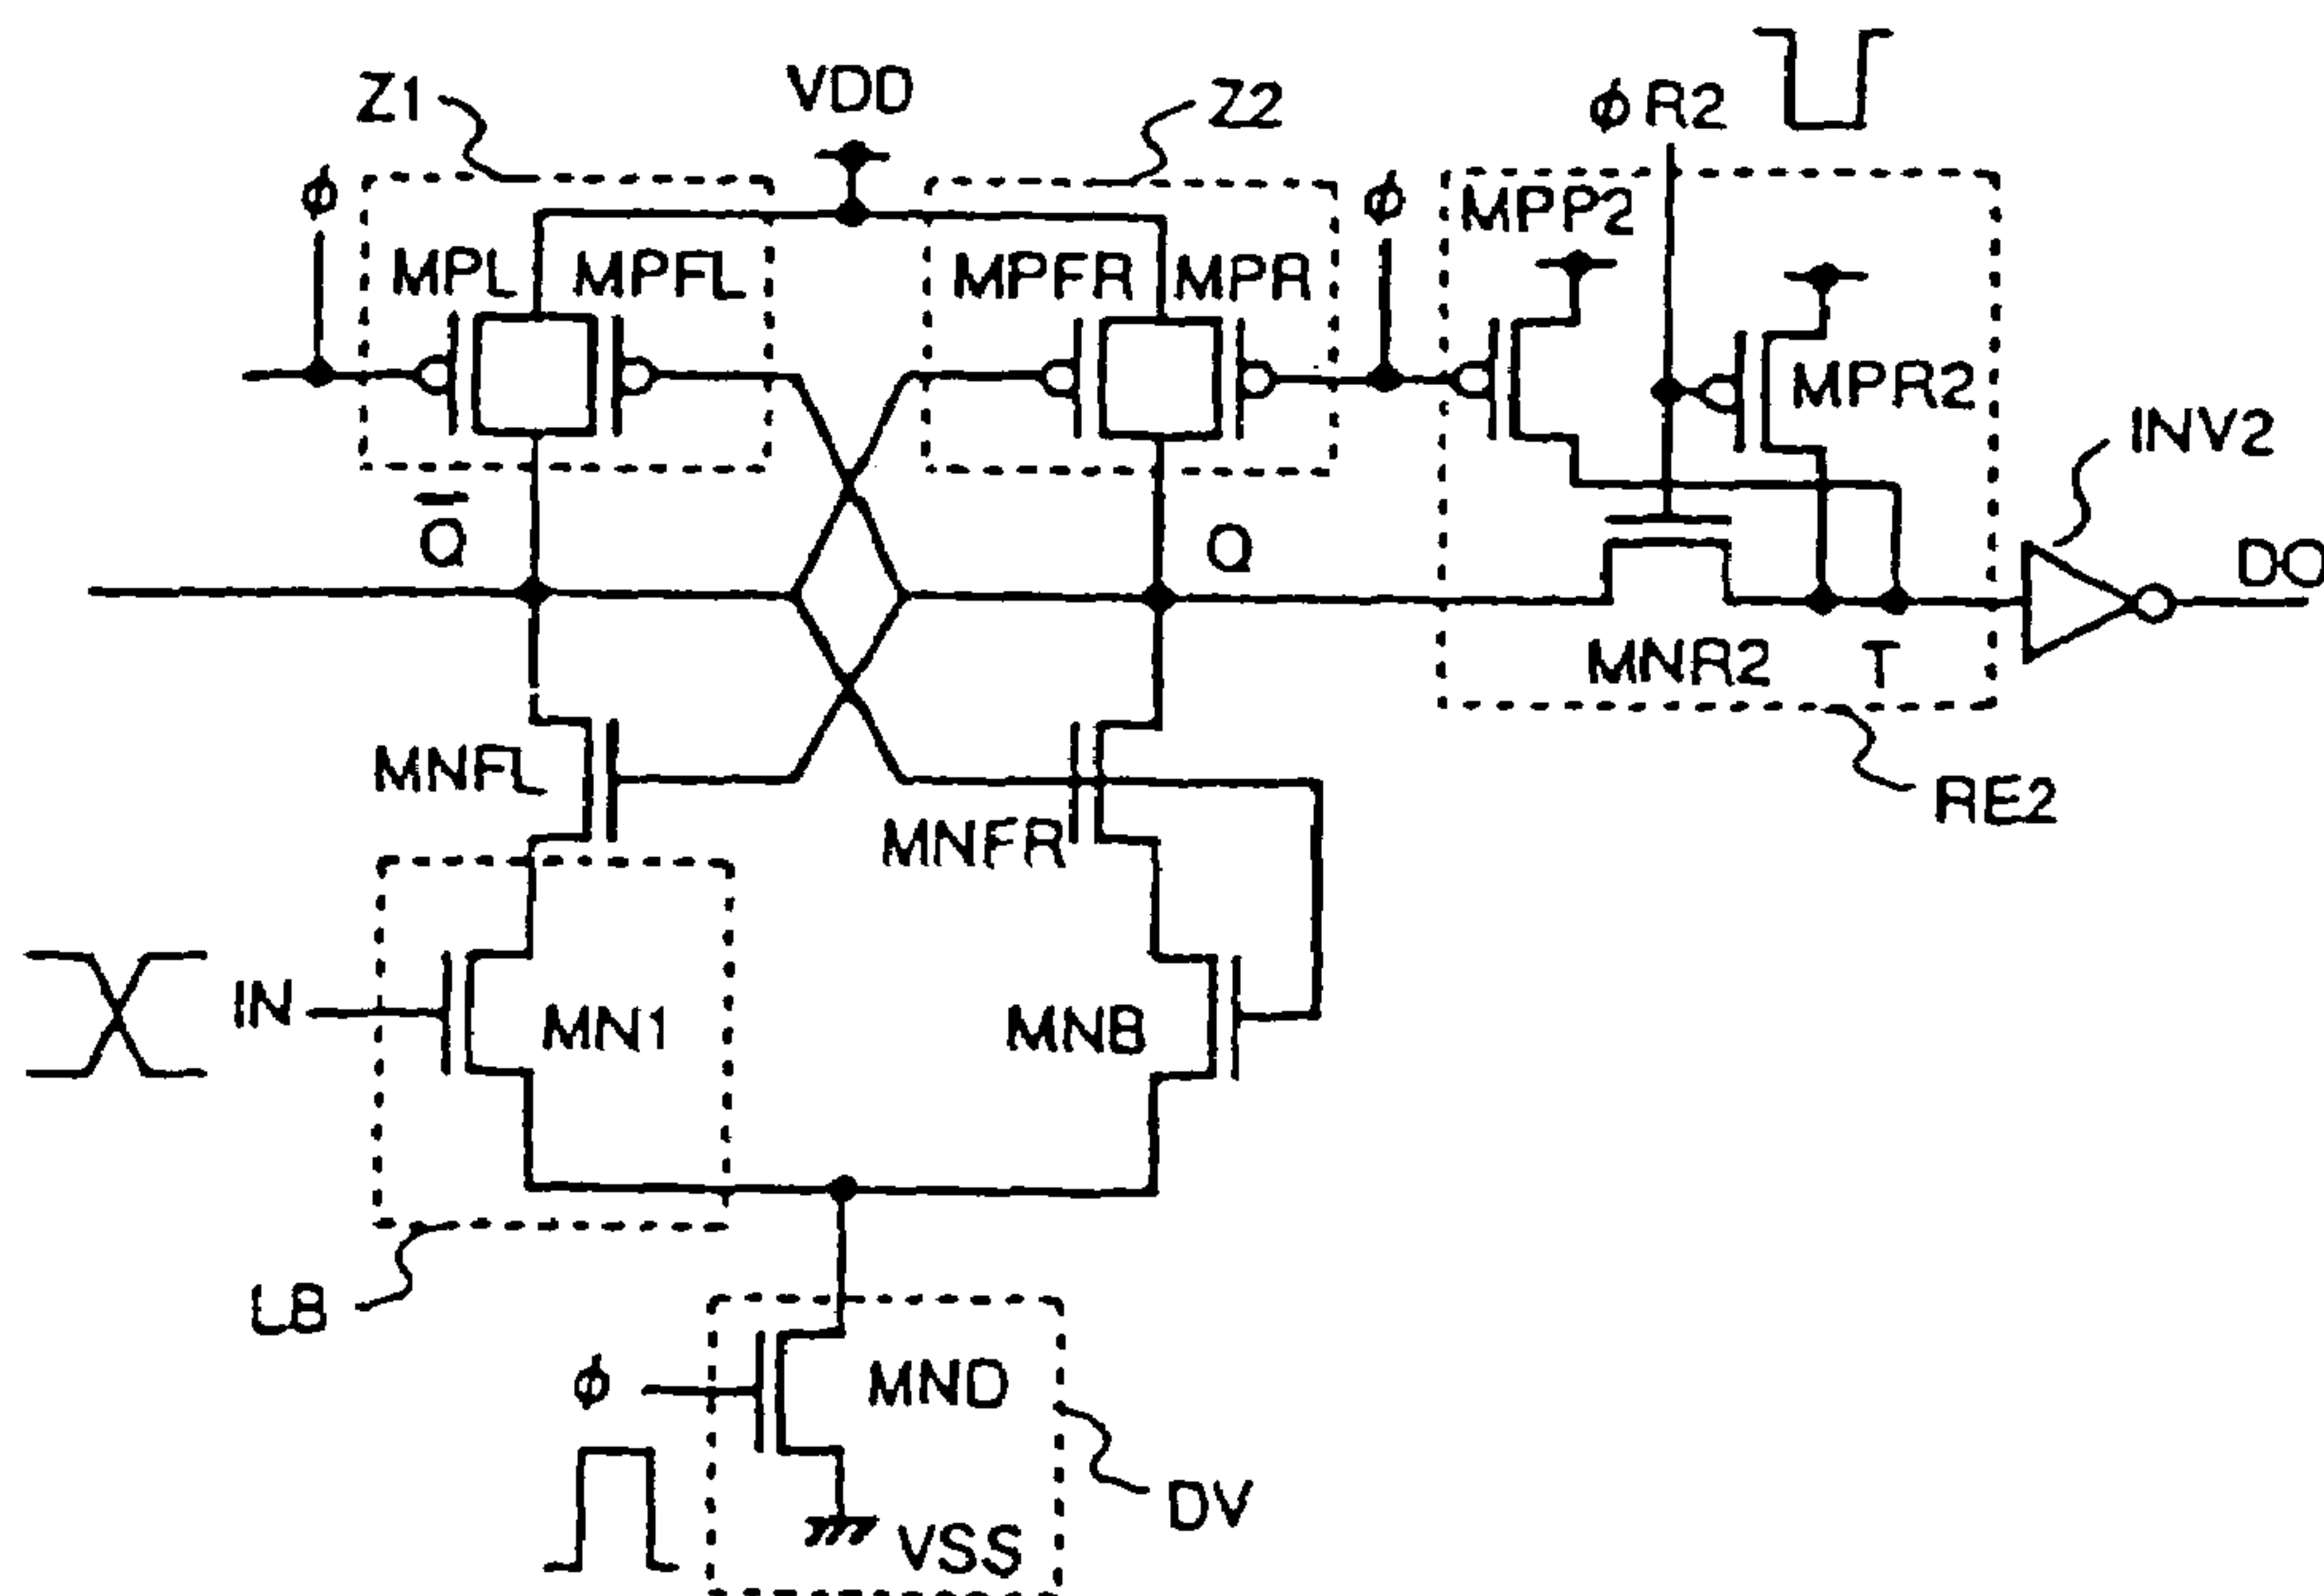 Z1
VDD
Z2
φR2
φ
φ
MPP2
MPL
MPFL
MPFR
MPR
MPR2
INV2
Q̅
Q
DO
MNR2
T
MNFL
MNFR
RE2
IN
MN1
MNB
LB
φ
MND
DV
VSS